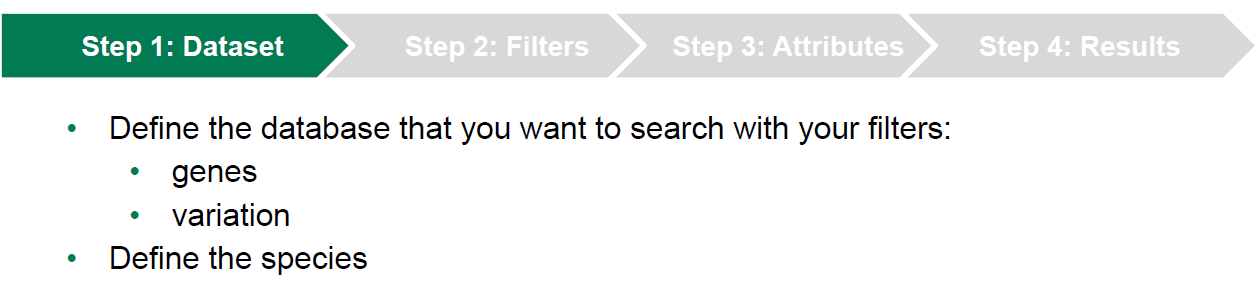 Step 1: Dataset
Step 2: Filters
Step 3: Attributes
Step 4: Results
• Define the database that you want to search with your filters:
• genes
• variation
• Define the species